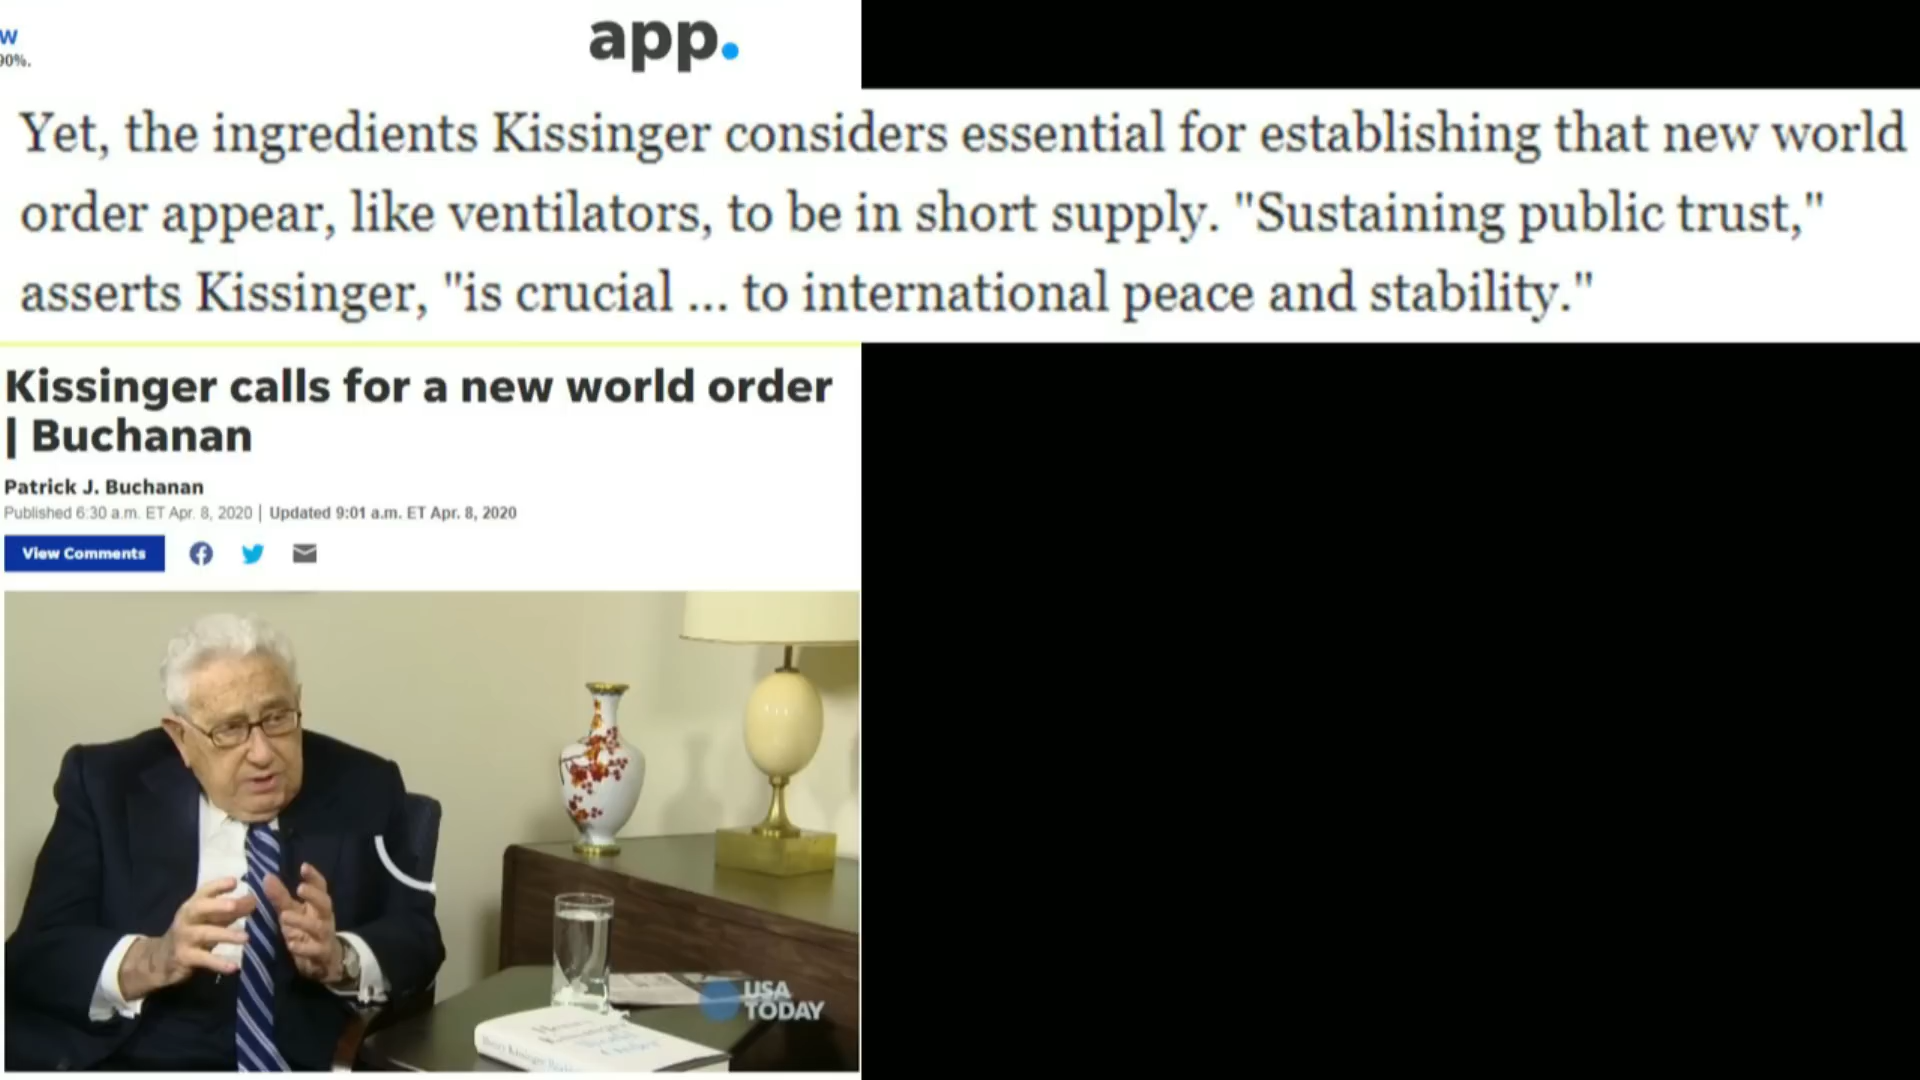 W
90%.
app.
Yet, the ingredients Kissinger considers essential for establishing that new world
order appear, like ventilators, to be in short supply. "Sustaining public trust,"
asserts Kissinger, "is crucial ... to international peace and stability."
Kissinger calls for a new world order
| Buchanan
Patrick J. Buchanan
Published 6:30 a.m. ET Apr. 8, 2020 | Updated 9:01 a.m. ET Apr. 8, 2020
View Comments
USA
TODAY